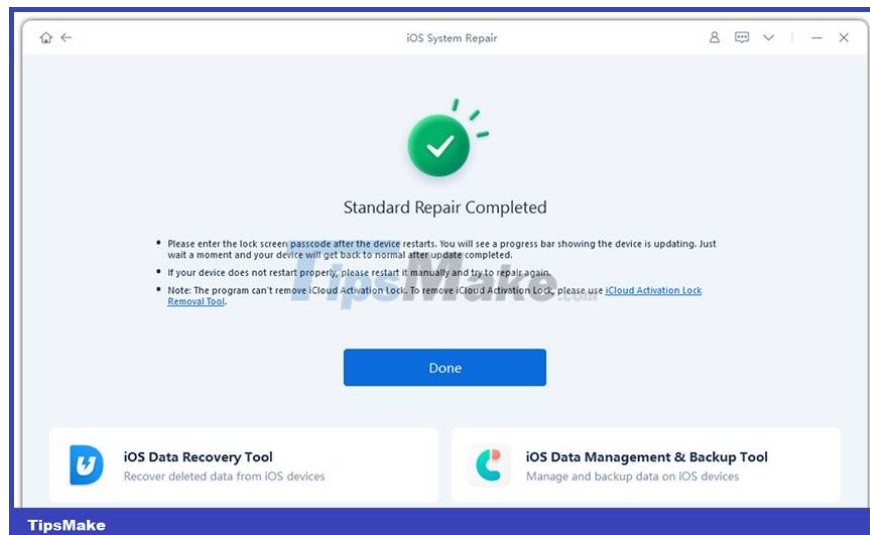 iOS System Repair
Standard Repair Completed
Please enter the lock screen passcode after the device restarts. You will see a progress bar showing the device is updating. Just
wait a moment and your device will get back to normal after update completed.
If your device does not restart properly, please restart it manually and try to repair again.
Note: The program can't remove iCloud Activation Lock. To remove iCloud Activation Lock, please use iCloud Activation Lock
Removal Tool.
TipsMake.com
Done
iOS Data Recovery Tool
Recover deleted data from iOS devices
iOS Data Management & Backup Tool
Manage and backup data on iOS devices
TipsMake